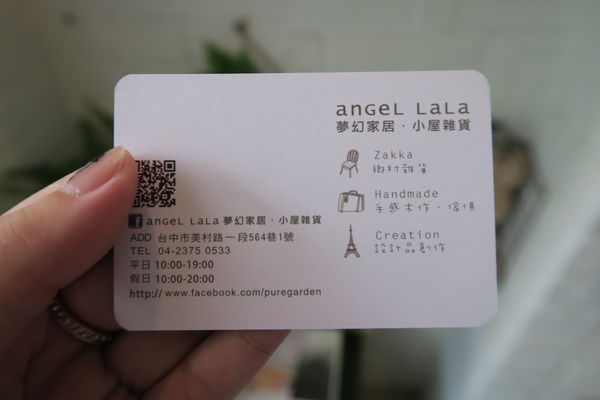 angel lala
夢幻家居．小屋雜貨
Zakka
鄉村雜貨
Handmade
手感木作．傢俱
Creation
設計品創作
f angel lala 夢幻家居．小屋雜貨
ADD 台中市美村路一段564巷1號
TEL 04-2375 0533
平日 10:00-19:00
假日 10:00-20:00
http://www.facebook.com/puregarden